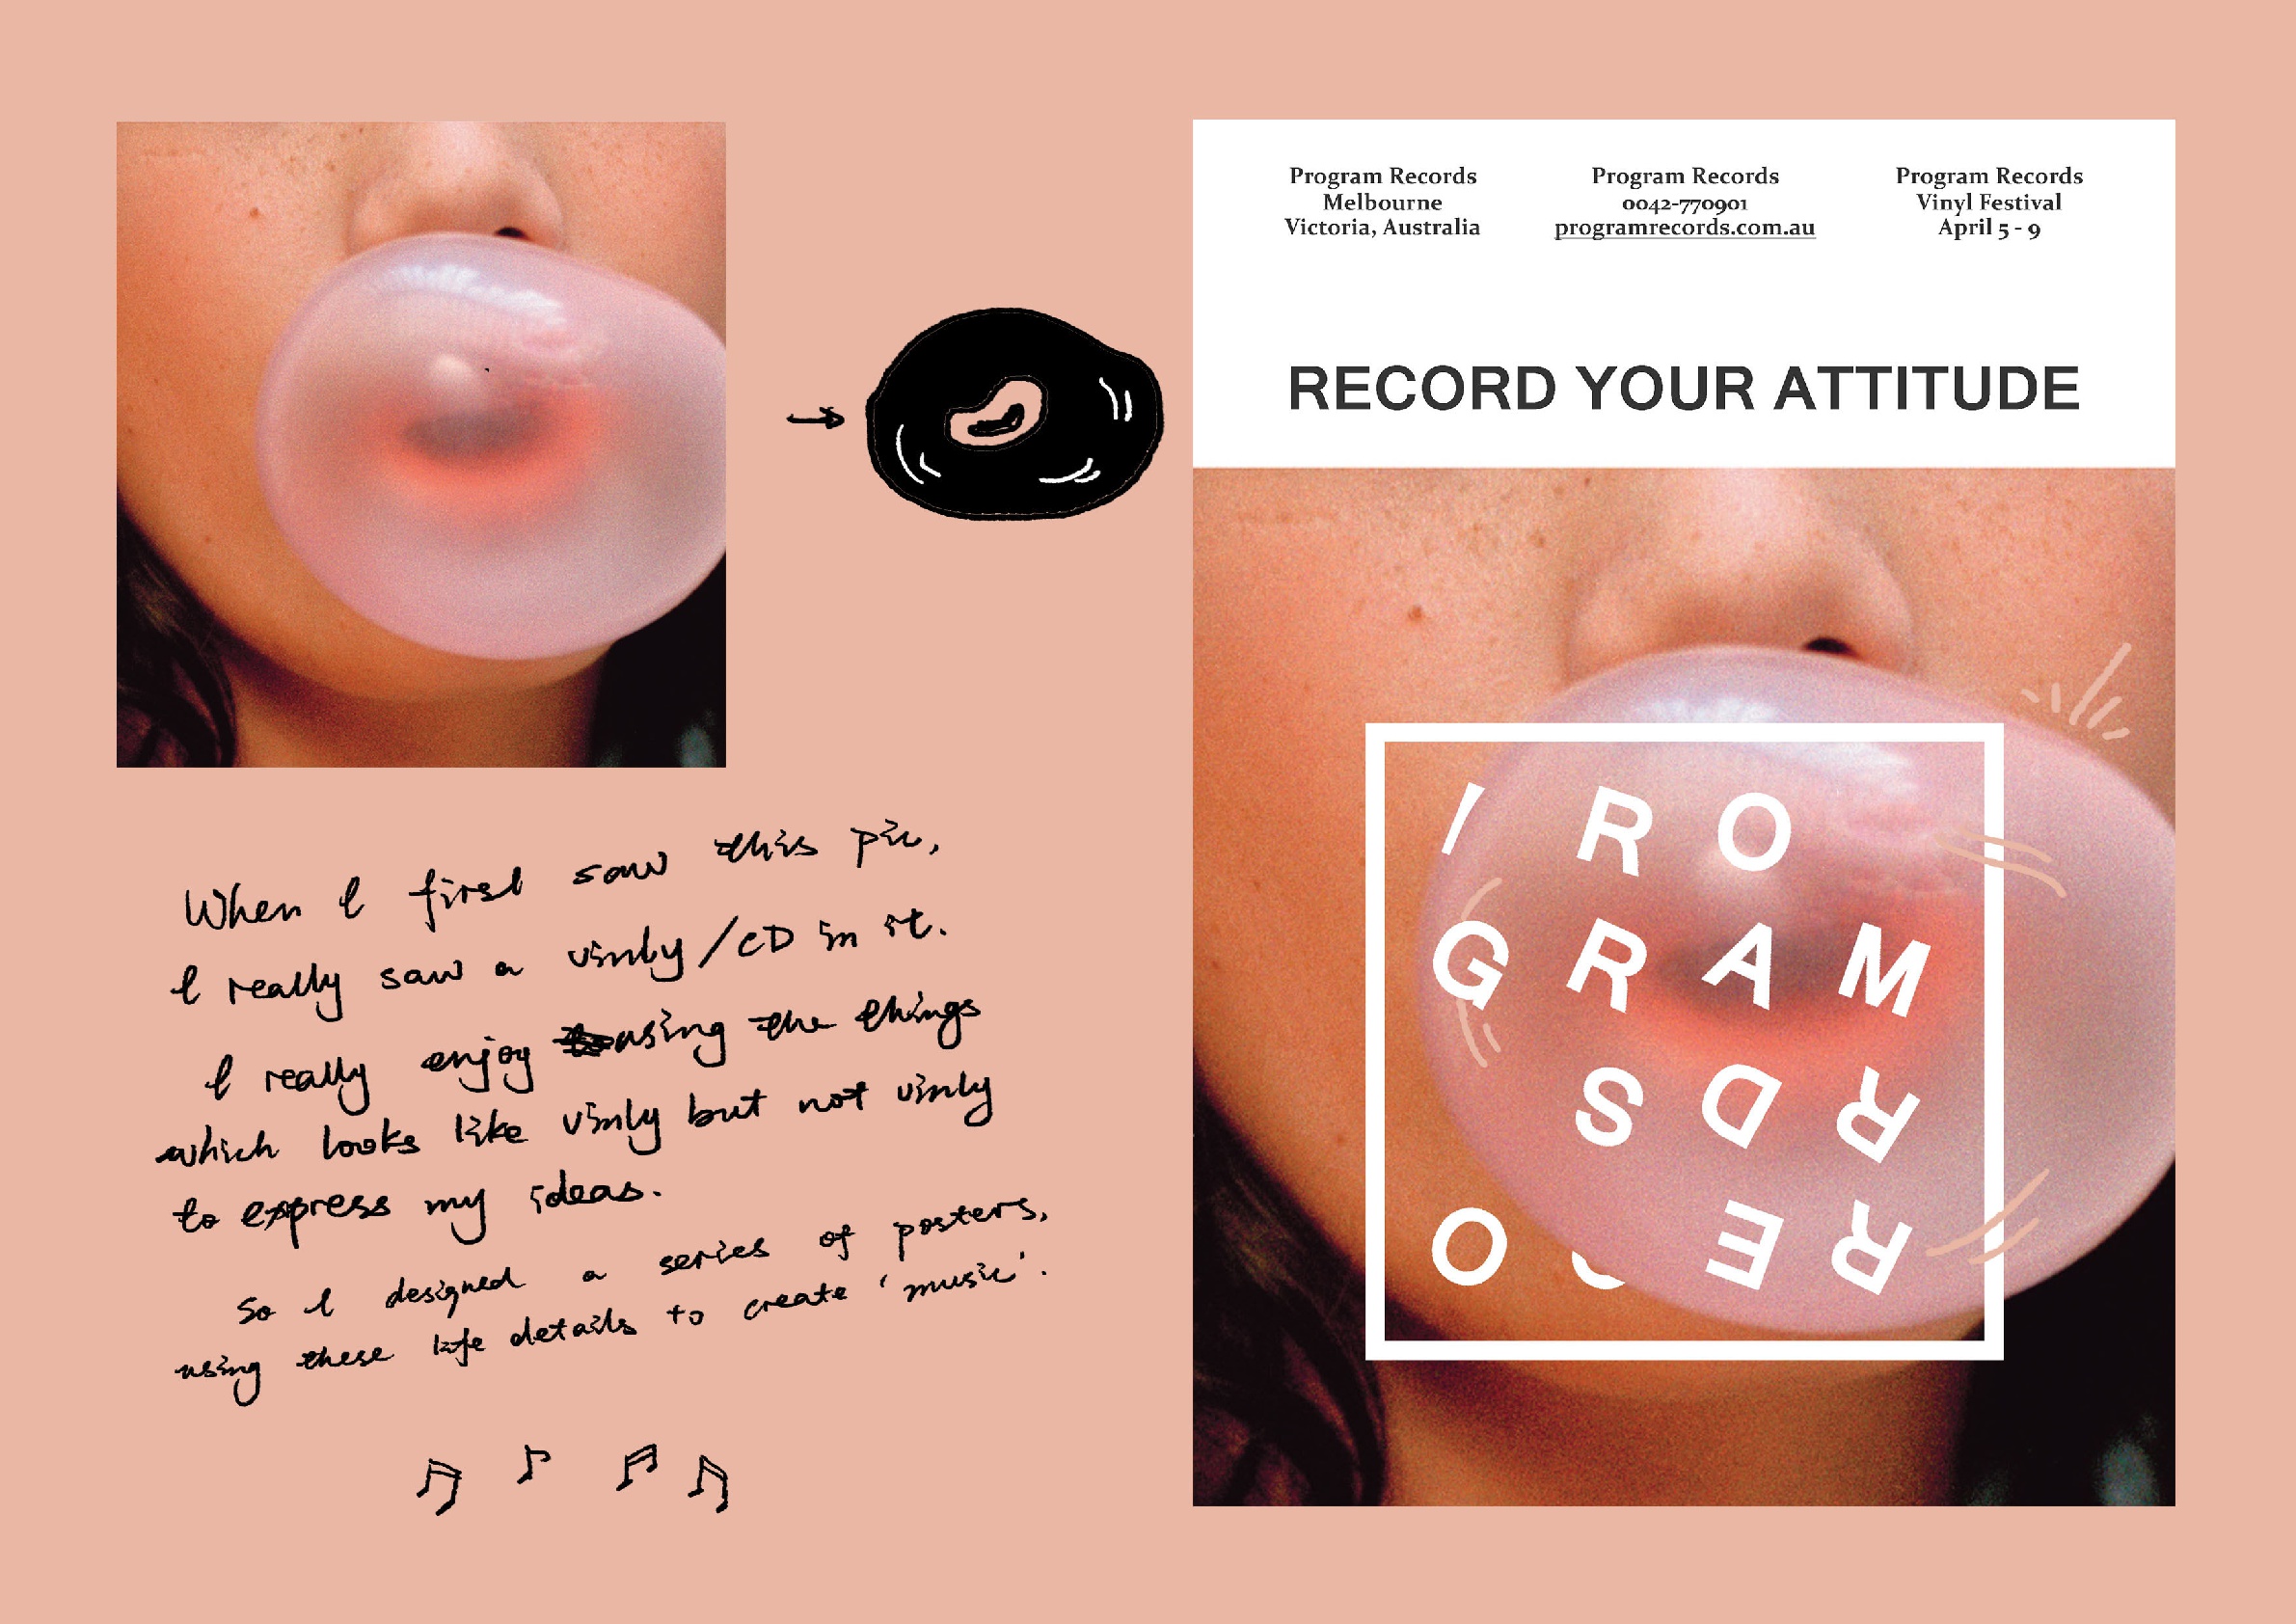 When I first saw this pic,
I really saw a vinly/CD in it.
I really enjoy using the things
which looks like vinly but not vinly
to express my ideas.
So I designed a series of posters,
using these life details to create 'music'.
Program Records
Melbourne
Victoria, Australia
Program Records
0042-770901
programrecords.com.au
Program Records
Vinyl Festival
April 5 - 9
RECORD YOUR ATTITUDE
I R O
G R A M
S D R
O C E R